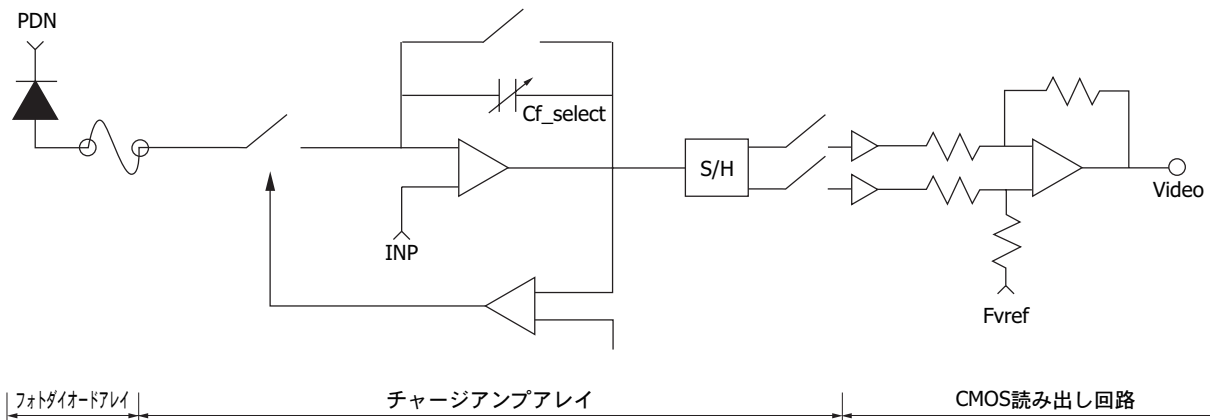 PDN
Cf_select
S/H
Video
INP
Fvref
フォトダイオードアレイ
チャージアンプアレイ
CMOS読み出し回路